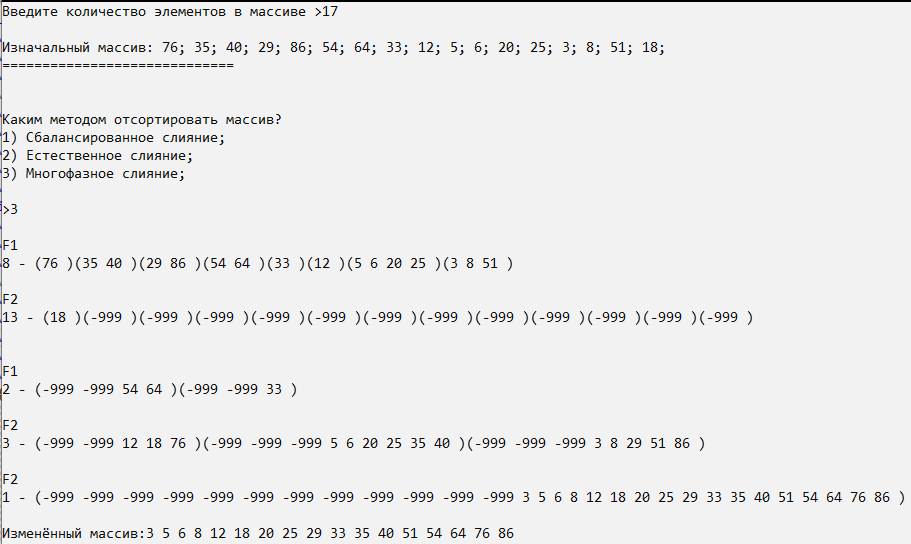 Введите количество элементов в массиве >17
Изначальный массив: 76; 35; 40; 29; 86; 54; 64; 33; 12; 5; 6; 20; 25; 3; 8; 51; 18;
=============================
Каким методом отсортировать массив?
1) Сбалансированное слияние;
2) Естественное слияние;
3) Многофазное слияние;
>3
F1
8 - (76 )(35 40 )(29 86 )(54 64 )(33 )(12 )(5 6 20 25 )(3 8 51 )
F2
13 - (18 )(-999 )(-999 )(-999 )(-999 )(-999 )(-999 )(-999 )(-999 )(-999 )(-999 )(-999 )(-999 )
F1
2 - (-999 -999 54 64 )(-999 -999 33 )
F2
3 - (-999 -999 12 18 76 )(-999 -999 -999 5 6 20 25 35 40 )(-999 -999 -999 3 8 29 51 86 )
F2
1 - (-999 -999 -999 -999 -999 -999 -999 -999 -999 -999 -999 -999 3 5 6 8 12 18 20 25 29 33 35 40 51 54 64 76 86 )
Изменённый массив:3 5 6 8 12 18 20 25 29 33 35 40 51 54 64 76 86